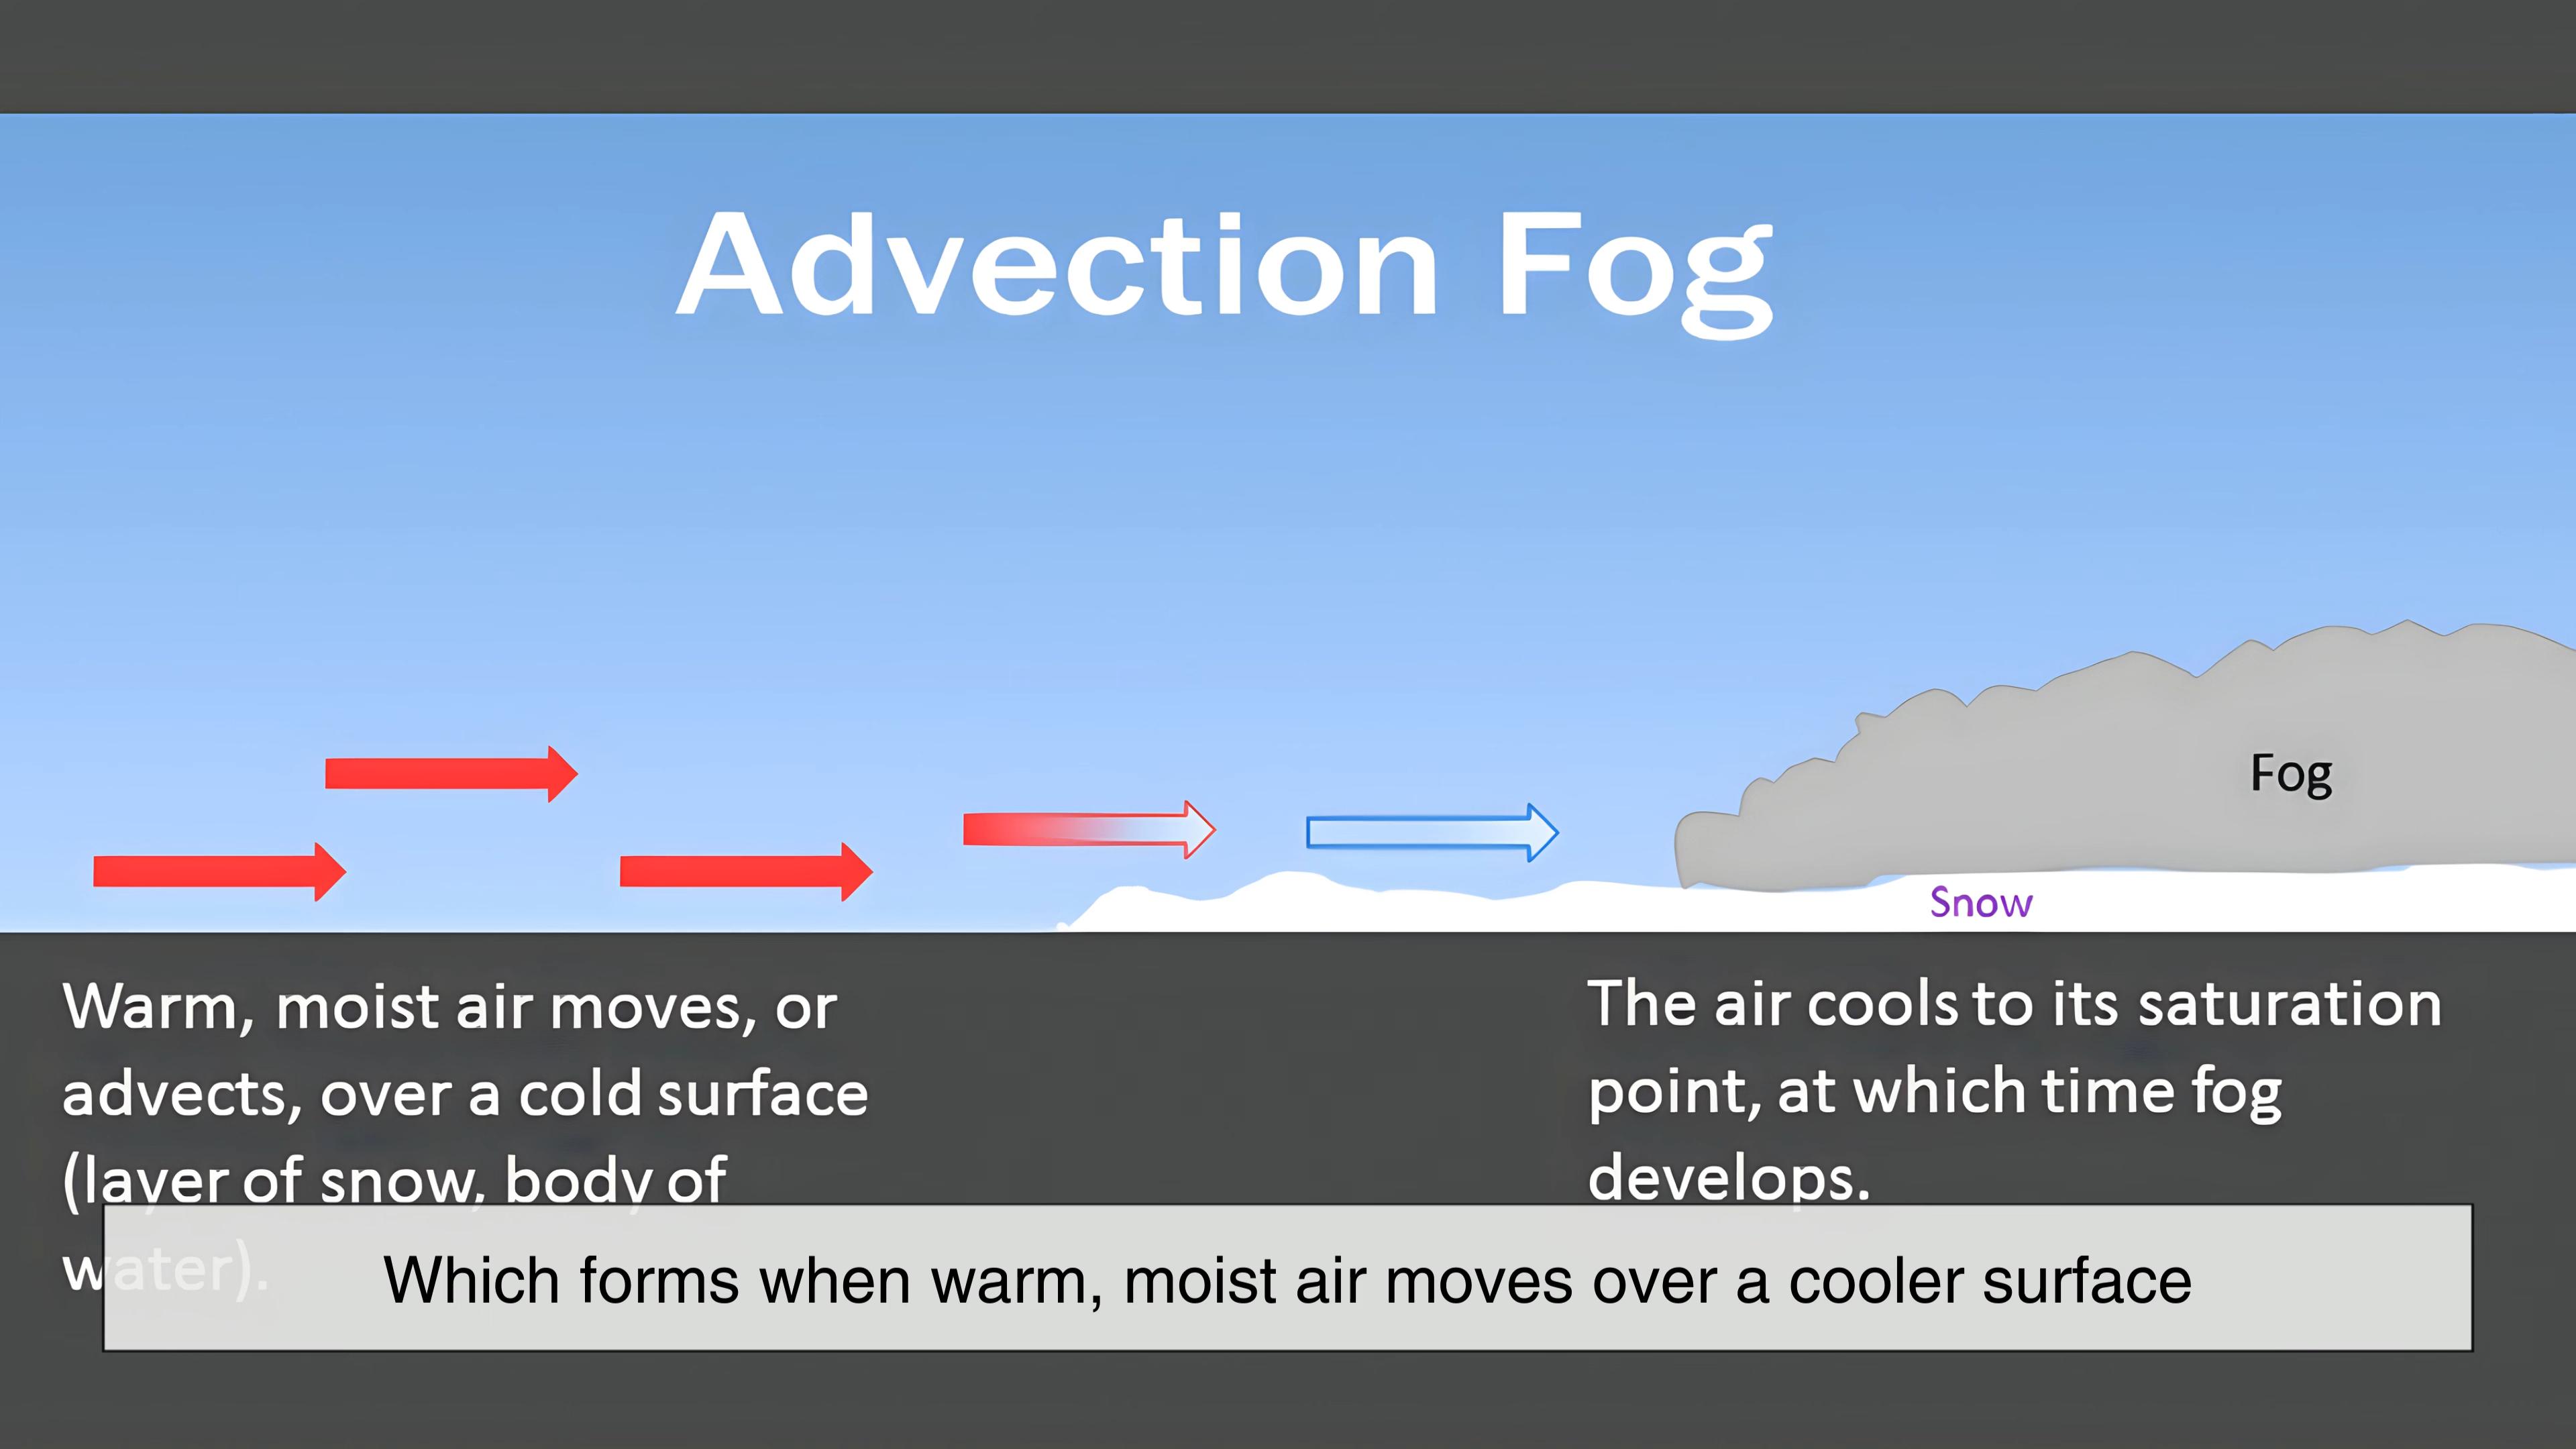 Advection Fog
Fog
Snow
Warm, moist air moves, or
advects, over a cold surface
(layer of snow, body of
water).
The air cools to its saturation
point, at which time fog
develops.
Which forms when warm, moist air moves over a cooler surface